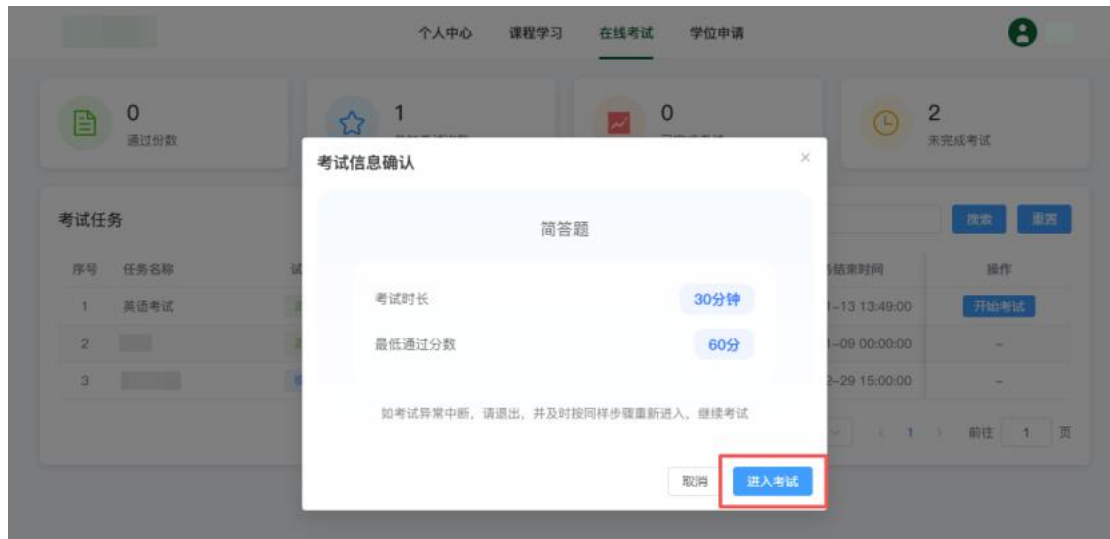 个人中心 课程学习 在线考试 学位申请
0 1 0 2
通过份数 未完成考试
考试信息确认
考试任务 简答题 搜索 重置
序号 任务名称 试 结束时间 操作
考试时长 30分钟
1 英语考试 1-13 13:49:00 开始考试
最低通过分数 60分
2 1-09 00:00:00 -
3 2-29 15:00:00 -
如考试异常中断，请退出，并及时按同样步骤重新进入，继续考试
1 前往 1 页
取消 进入考试